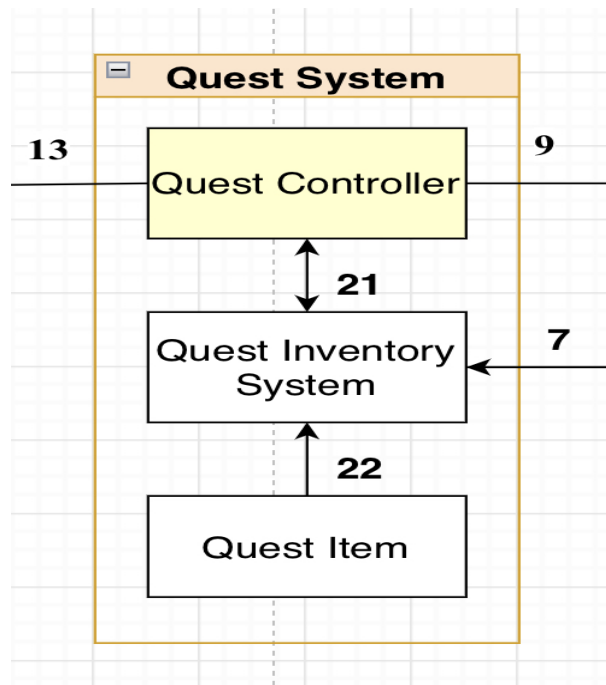 Quest System
13
9
Quest Controller
21
Quest Inventory
System
7
22
Quest Item